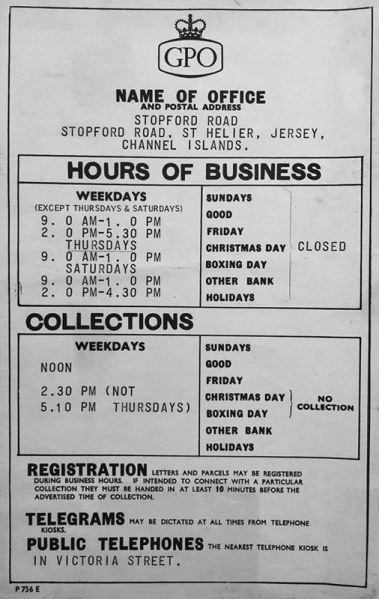 GPO
NAME OF OFFICE
AND POSTAL ADDRESS
STOPFORD ROAD
STOPFORD ROAD, ST HELIER, JERSEY,
CHANNEL ISLANDS.
HOURS OF BUSINESS
WEEKDAYS
(EXCEPT THURSDAYS & SATURDAYS)
9. 0 AM-1. 0 PM
2. 0 PM-5.30 PM
THURSDAYS
9. 0 AM-1. 0 PM
SATURDAYS
9. 0 AM-1. 0 PM
2. 0 PM-4.30 PM
SUNDAYS
GOOD
FRIDAY
CHRISTMAS DAY
BOXING DAY
OTHER BANK
HOLIDAYS
CLOSED
COLLECTIONS
WEEKDAYS
NOON
2.30 PM (NOT
5.10 PM THURSDAYS)
SUNDAYS
GOOD
FRIDAY
CHRISTMAS DAY
BOXING DAY
OTHER BANK
HOLIDAYS
NO
COLLECTION
REGISTRATION LETTERS AND PARCELS MAY BE REGISTERED
DURING BUSINESS HOURS. IF INTENDED TO CONNECT WITH A PARTICULAR
COLLECTION THEY MUST BE HANDED IN AT LEAST 10 MINUTES BEFORE THE
ADVERTISED TIME OF COLLECTION.
TELEGRAMS MAY BE DICTATED AT ALL TIMES FROM TELEPHONE
KIOSKS.
PUBLIC TELEPHONES THE NEAREST TELEPHONE KIOSK IS
IN VICTORIA STREET.
P 756 E